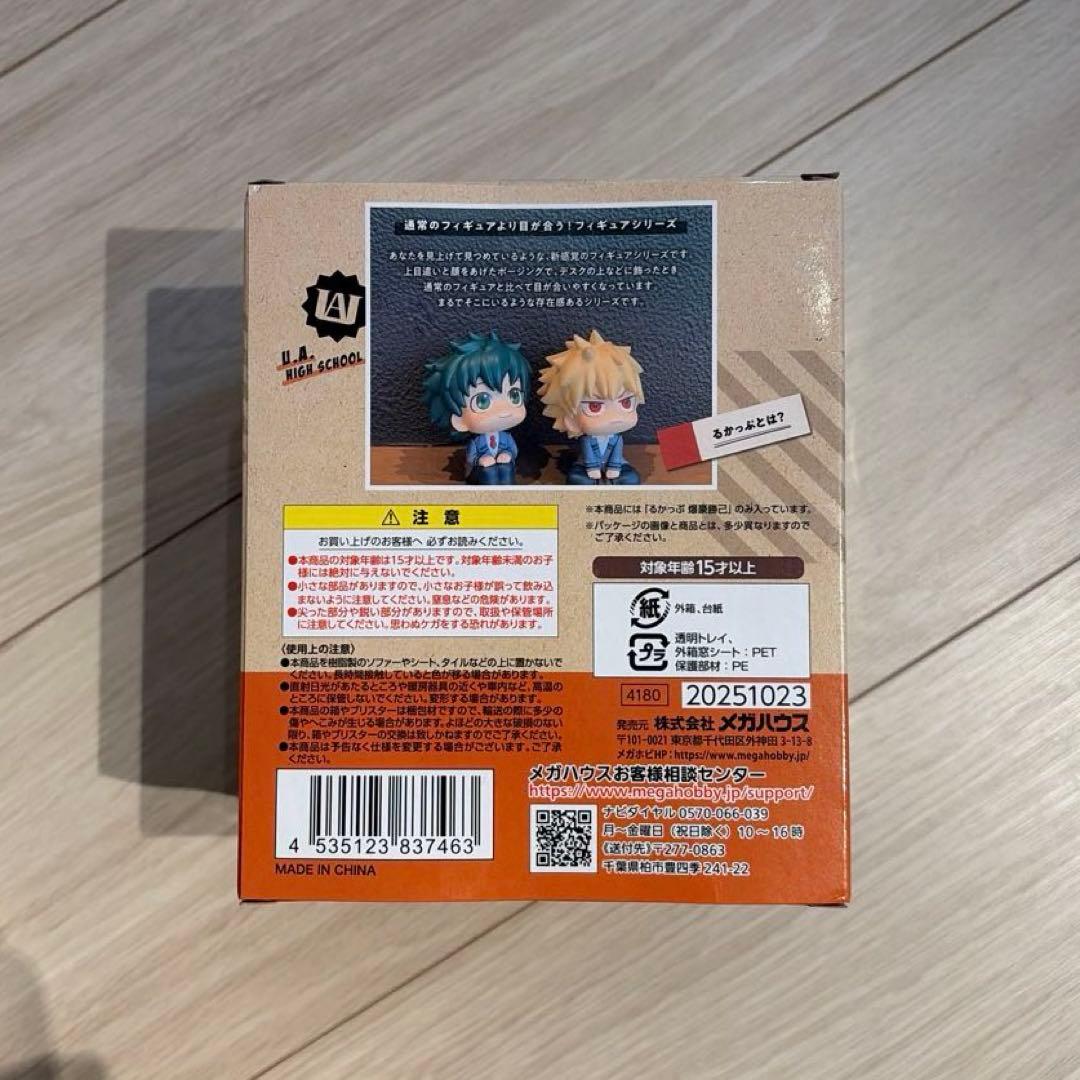 通常のフィギュアより目が合う!フィギュアシリーズ
あなたを見上げて見つめているような、新感覚のフィギュアシリーズです
上目遣いと顔をあげたポージングで、デスクの上などに飾ったとき
通常のフィギュアと比べて目が合いやすくなっています
まるでそこにいるような存在感あるシリーズです。
UA
U.A.
HIGH SCHOOL
るかっぷとは?
⚠ 注 意
お買い上げのお客様へ 必ずお読みください。
●本商品の対象年齢は15才以上です。対象年齢未満のお子
様には絶対に与えないでください。
●小さな部品がありますので、小さなお子様が誤って飲み込
まないように注意してください。窒息などの危険があります。
●尖った部分や鋭い部分がありますので、取扱や保管場所
に注意してください。思わぬケガをする恐れがあります。
〈使用上の注意〉
●本商品を樹脂製のソファーやシート、タイルなどの上に置かないで
ください。長時間接触していると色が移る場合があります。
●直射日光があたるところや暖房器具の近くや車内など、高温の
ところに保管しないでください。変形する場合があります。
●本商品の箱やブリスターは梱包材ですので、輸送の際に多少の
傷やへこみが生じる場合があります。よほどの大きな破損のない
限り、箱やブリスターの交換は致しかねますのでご了承ください。
●本商品は予告なく仕様を変更する場合がございます。ご了承
ください。
4 535123 837463
MADE IN CHINA
※本商品には「るかっぷ 爆豪勝己」のみ入っています。
※パッケージの画像と商品とは、多少異なりますので
ご了承ください。
対象年齢15才以上
紙 外箱、台紙
プラ 透明トレイ、
外箱窓シート:PET
保護部材:PE
4180 20251023
発売元 株式会社 メガハウス
〒101-0021 東京都千代田区外神田 3-13-8
メガホビHP:https://www.megahobby.jp/
メガハウスお客様相談センター
https://www.megahobby.jp/support/
ナビダイヤル 0570-066-039
月〜金曜日(祝日除く)10〜16時
《送付先》〒277-0863
千葉県柏市豊四季241-22